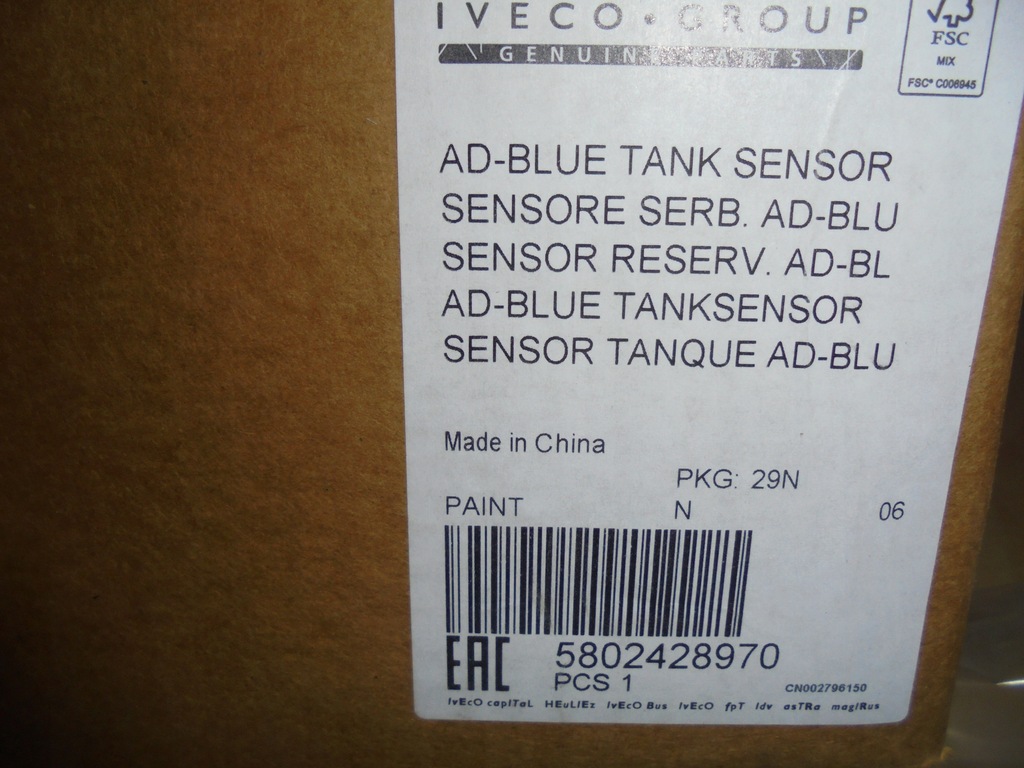 IVECO • GROUP
GENUINE PARTS
FSC
MIX
FSC® C006945
AD-BLUE TANK SENSOR
SENSORE SERB. AD-BLU
SENSOR RESERV. AD-BL
AD-BLUE TANKSENSOR
SENSOR TANQUE AD-BLU
Made in China
PKG: 29N
PAINT N 06
EAC 5802428970
PCS 1 CN002796150
IvEcO capITaL HEuLIEz IvEcO Bus IvEcO fpT Idv asTRa magIRus